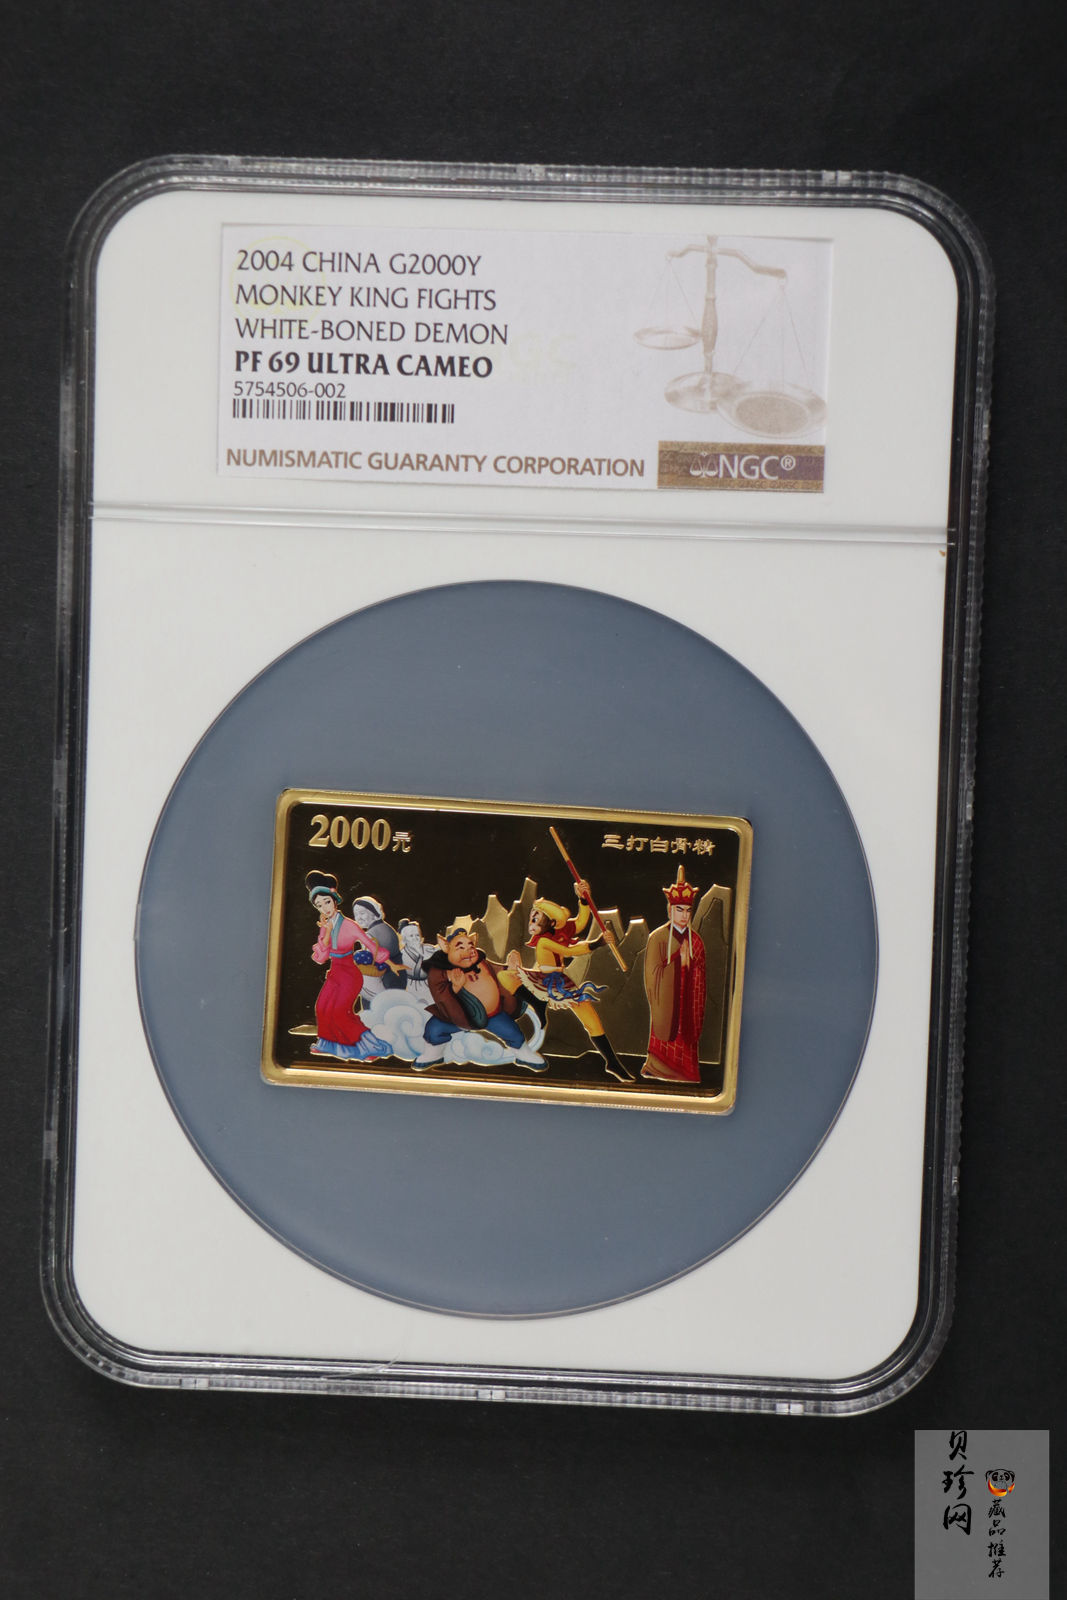 2004 CHINA G2000Y
MONKEY KING FIGHTS
WHITE-BONED DEMON
PF 69 ULTRA CAMEO
5754506-002
NUMISMATIC GUARANTY CORPORATION
NGC®
2000元
三打白骨精
贝珍网
藏品推荐